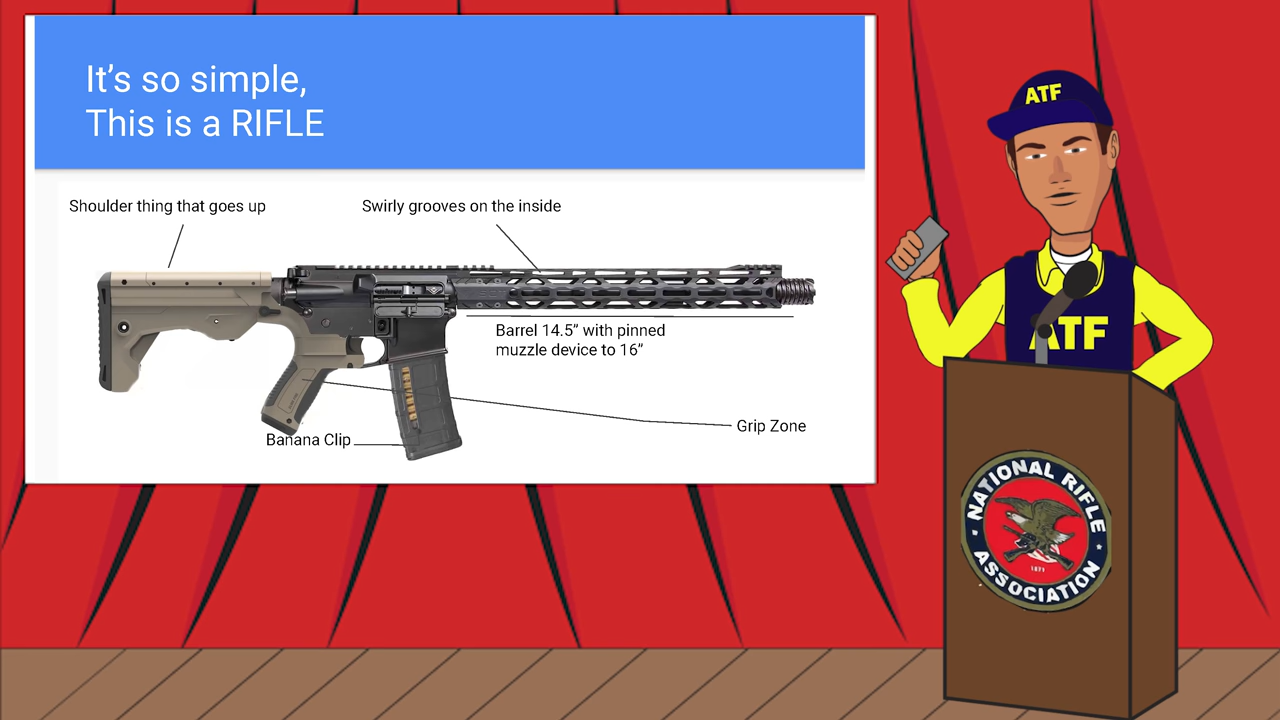 It's so simple,
This is a RIFLE
Shoulder thing that goes up
Swirly grooves on the inside
Barrel 14.5” with pinned
muzzle device to 16”
Grip Zone
Banana Clip
ATF
ATF
NATIONAL RIFLE
1871
ASSOCIATION